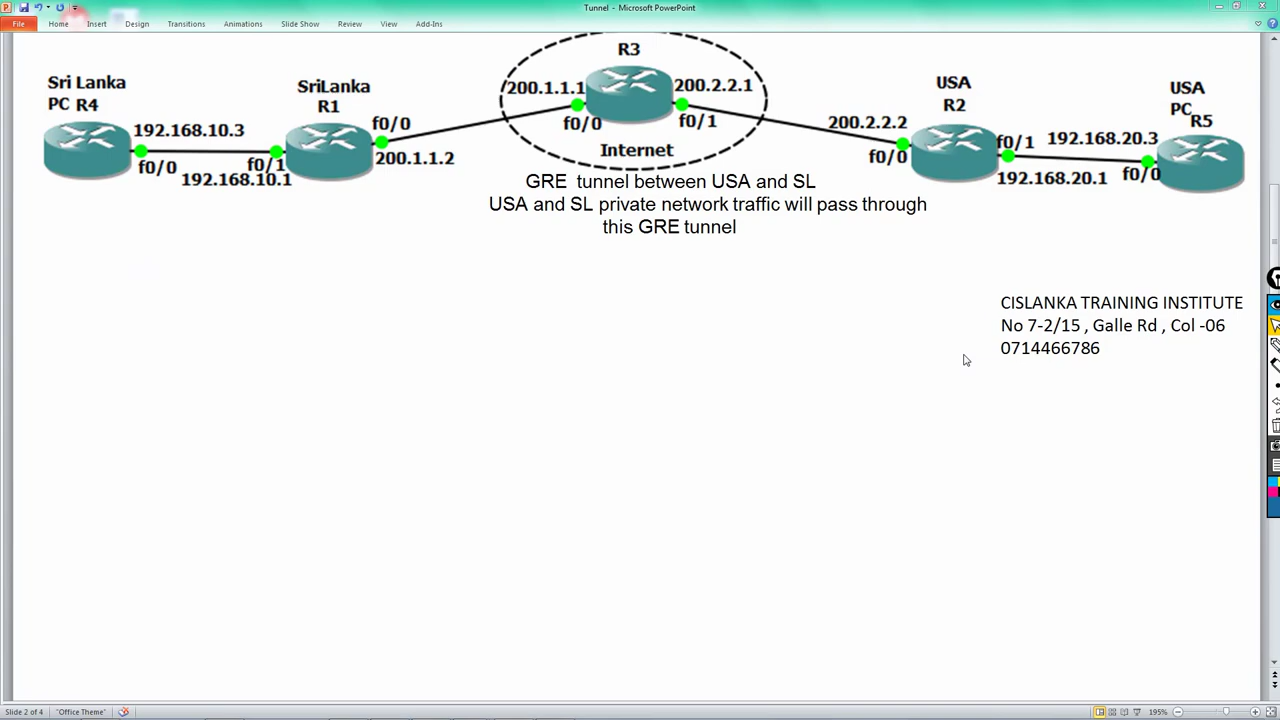 Tunnel - Microsoft PowerPoint
File Home Insert Design Transitions Animations Slide Show Review View Add-Ins
Sri Lanka
PC R4
192.168.10.3
f0/0
f0/1
192.168.10.1
SriLanka
R1
f0/0
200.1.1.2
R3
200.1.1.1
200.2.2.1
f0/0
f0/1
Internet
USA
R2
200.2.2.2
f0/0
f0/1
192.168.20.1
USA
PC
R5
192.168.20.3
f0/0
GRE tunnel between USA and SL
USA and SL private network traffic will pass through
this GRE tunnel
CISLANKA TRAINING INSTITUTE
No 7-2/15 , Galle Rd , Col -06
0714466786
Slide 2 of 4 "Office Theme" 195%